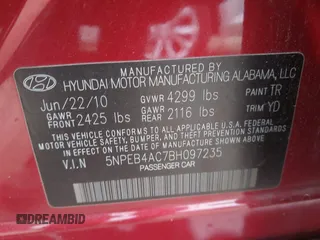 BY HYUNDAI MOTOR MANUFACTURING ALABAMA, LLC
Jun/22/10 GVWR 4299 lbs PAINT TR
GAWR FRONT 2425 lbs GAWR REAR 2116 lbs TRIM YD
THIS VEHICLE CONFORMS TO ALL APPLICABLE U.S.A. FEDERAL
MOTOR VEHICLE SAFETY, BUMPER, AND THEFT PREVENTION
STANDARDS IN EFFECT ON THE DATE OF MANUFACTURE SHOWN ABOVE.
V.I.N 5NPEB4AC7BH097235
PASSENGER CAR
DREAMBID